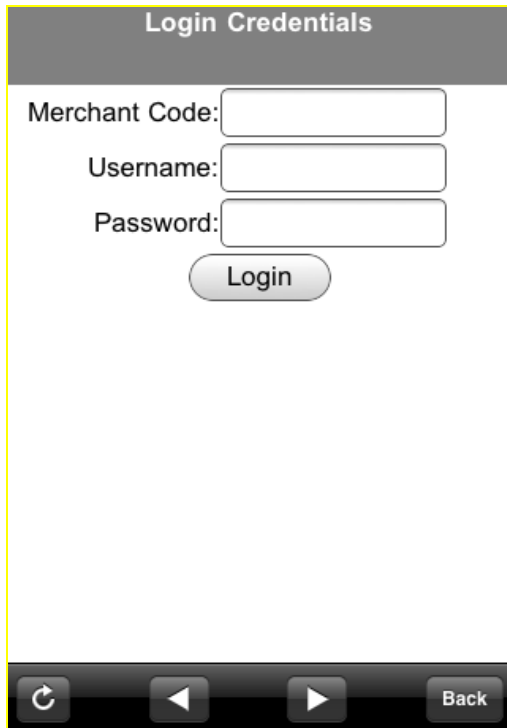 Login Credentials
Merchant Code:
Username:
Password:
Login
Back